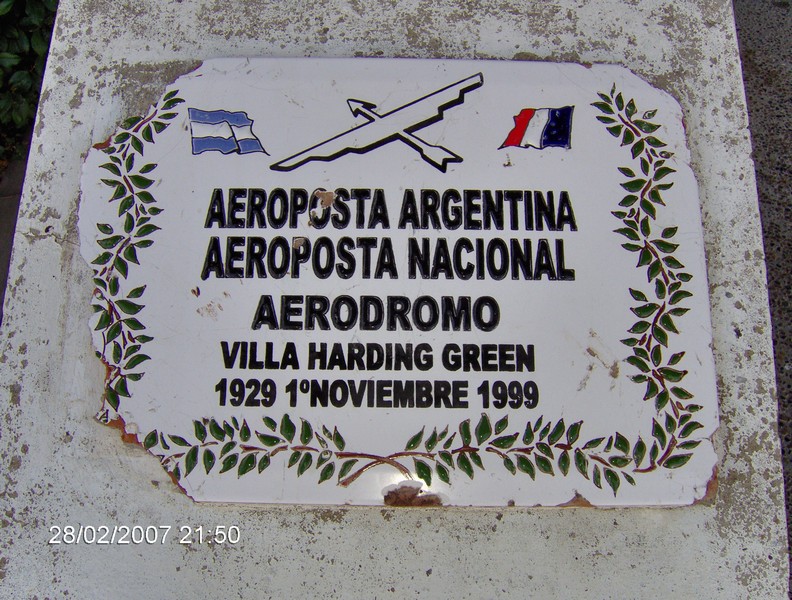 AEROPOSTA ARGENTINA
AEROPOSTA NACIONAL
AERODROMO
VILLA HARDING GREEN
1929 1ºNOVIEMBRE 1999
28/02/2007 21:50